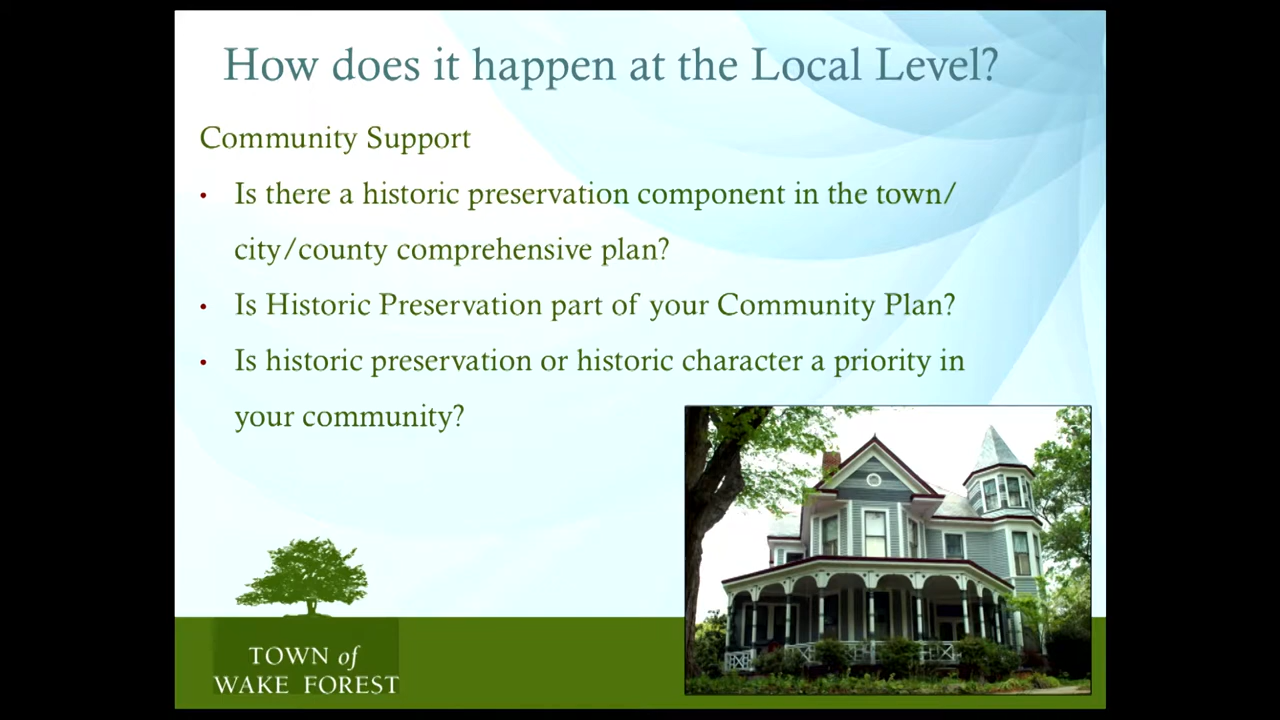 How does it happen at the Local Level?
Community Support
• Is there a historic preservation component in the town/
city/county comprehensive plan?
• Is Historic Preservation part of your Community Plan?
• Is historic preservation or historic character a priority in
your community?
TOWN of
WAKE FOREST